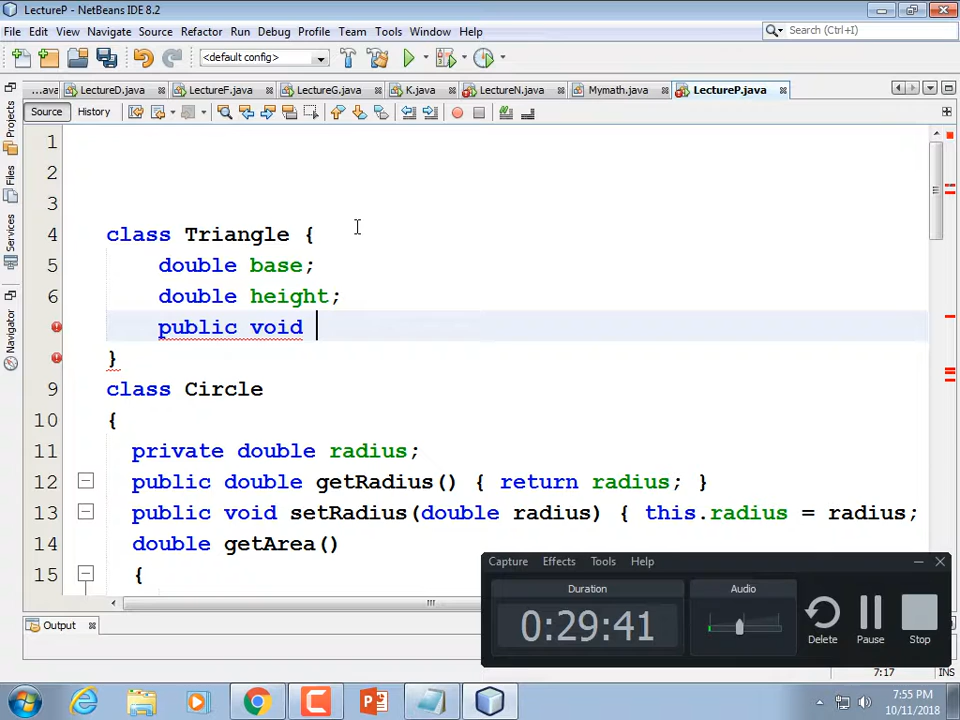 LectureP - NetBeans IDE 8.2
File Edit View Navigate Source Refactor Run Debug Profile Team Tools Window Help
Search (Ctrl+I)
<default config>
...ava LectureD.java LectureF.java LectureG.java K.java LectureN.java Mymath.java LectureP.java
Source History
Projects
Files
Services
Navigator
1
2
3
4 class Triangle {
5 double base;
6 double height;
public void
}
9 class Circle
10 {
11 private double radius;
12 public double getRadius() { return radius; }
13 public void setRadius(double radius) { this.radius = radius;
14 double getArea()
15 {
Capture Effects Tools Help
Duration
0:29:41
Audio
Delete
Pause
Stop
Output
7:17 INS
7:55 PM
10/11/2018